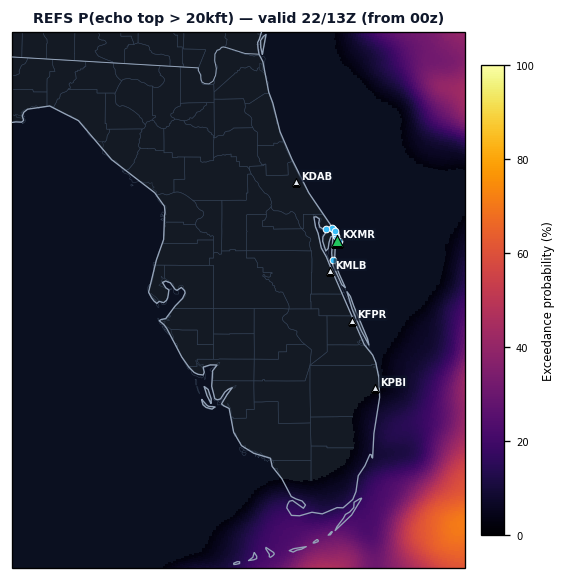 REFS P(echo top > 20kft) — valid 22/13Z (from 00z)
KDAB
KXMR
KMLB
KFPR
KPBI
100
80
60
40
20
0
Exceedance probability (%)